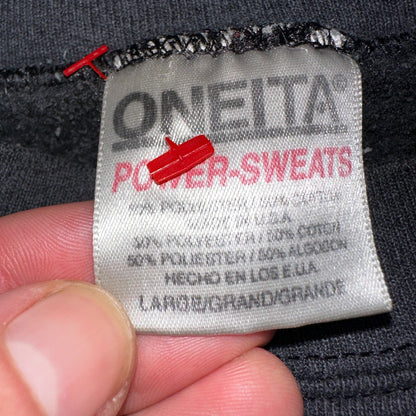 ONEITA®
POWER-SWEATS
50% POLYESTER / 50% COTTON
MADE IN U.S.A.
50% POLYESTER / 50% COTON
50% POLIESTER / 50% ALGODON
HECHO EN LOS E.U.A.
LARGE/GRAND/GRANDE